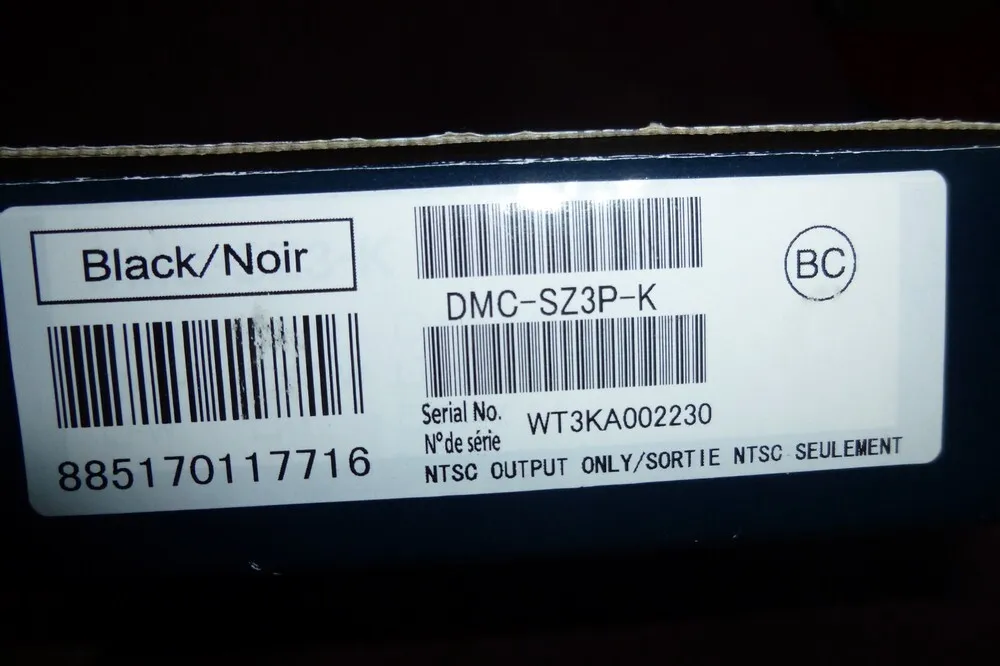 Black/Noir
885170117716
DMC-SZ3P-K
Serial No.
N° de série
WT3KA002230
NTSC OUTPUT ONLY/SORTIE NTSC SEULEMENT
BC